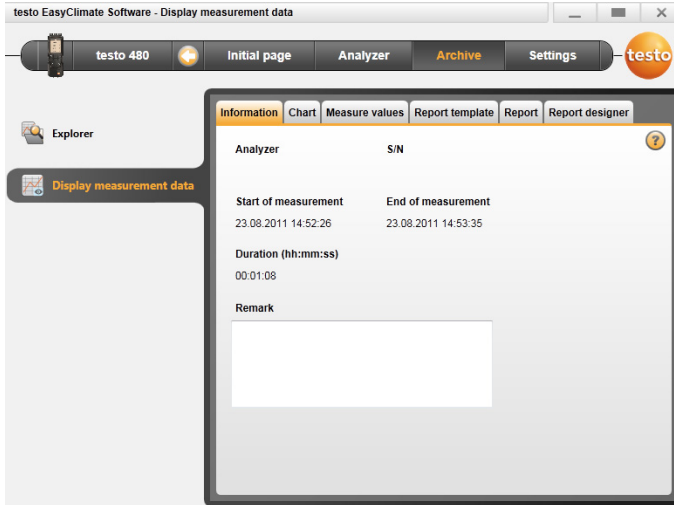 testo EasyClimate Software - Display measurement data
testo 480 Initial page Analyzer Archive Settings testo
Information Chart Measure values Report template Report Report designer
Explorer
Display measurement data
?
Analyzer S/N
Start of measurement End of measurement
23.08.2011 14:52:26 23.08.2011 14:53:35
Duration (hh:mm:ss)
00:01:08
Remark